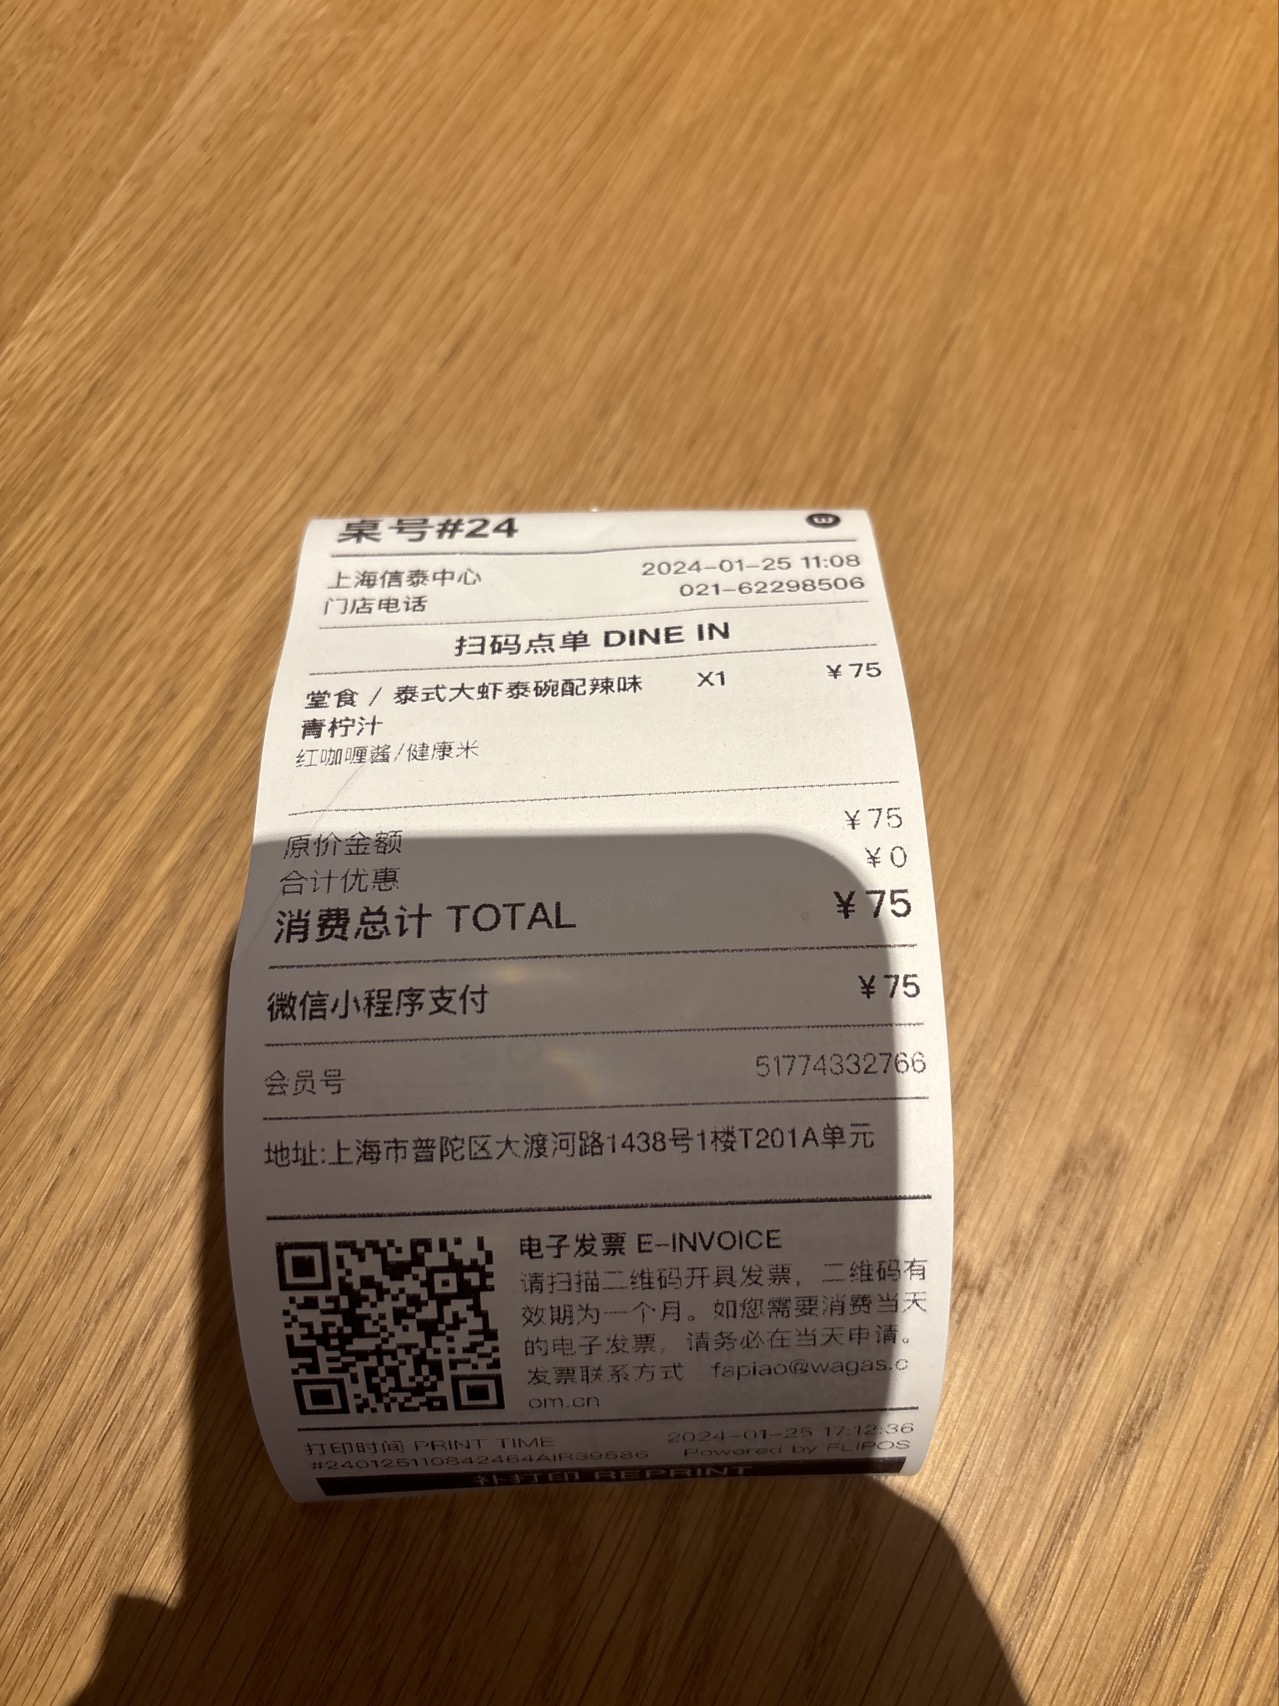 桌号#24
上海信泰中心 2024-01-25 11:08
门店电话 021-62298506
扫码点单 DINE IN
堂食 / 泰式大虾泰碗配辣味 X1 ¥75
青柠汁
红咖喱酱/健康米
原价金额 ¥75
合计优惠 ¥0
消费总计 TOTAL ¥75
微信小程序支付 ¥75
会员号 51774332766
地址:上海市普陀区大渡河路1438号1楼T201A单元
电子发票 E-INVOICE
请扫描二维码开具发票，二维码有
效期为一个月。如您需要消费当天
的电子发票，请务必在当天申请。
发票联系方式 fapiao@wagas.c
om.cn
打印时间 PRINT TIME 2024-01-25 17:12:36
#240125110842464AIR39586 Powered by FLIPOS
补打印 REPRINT